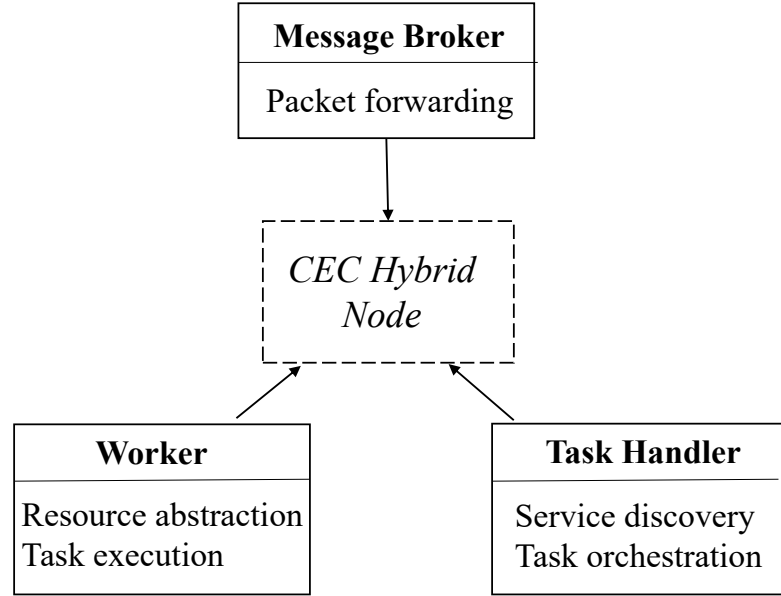 Message Broker
Packet forwarding
CEC Hybrid
Node
Worker
Resource abstraction
Task execution
Task Handler
Service discovery
Task orchestration